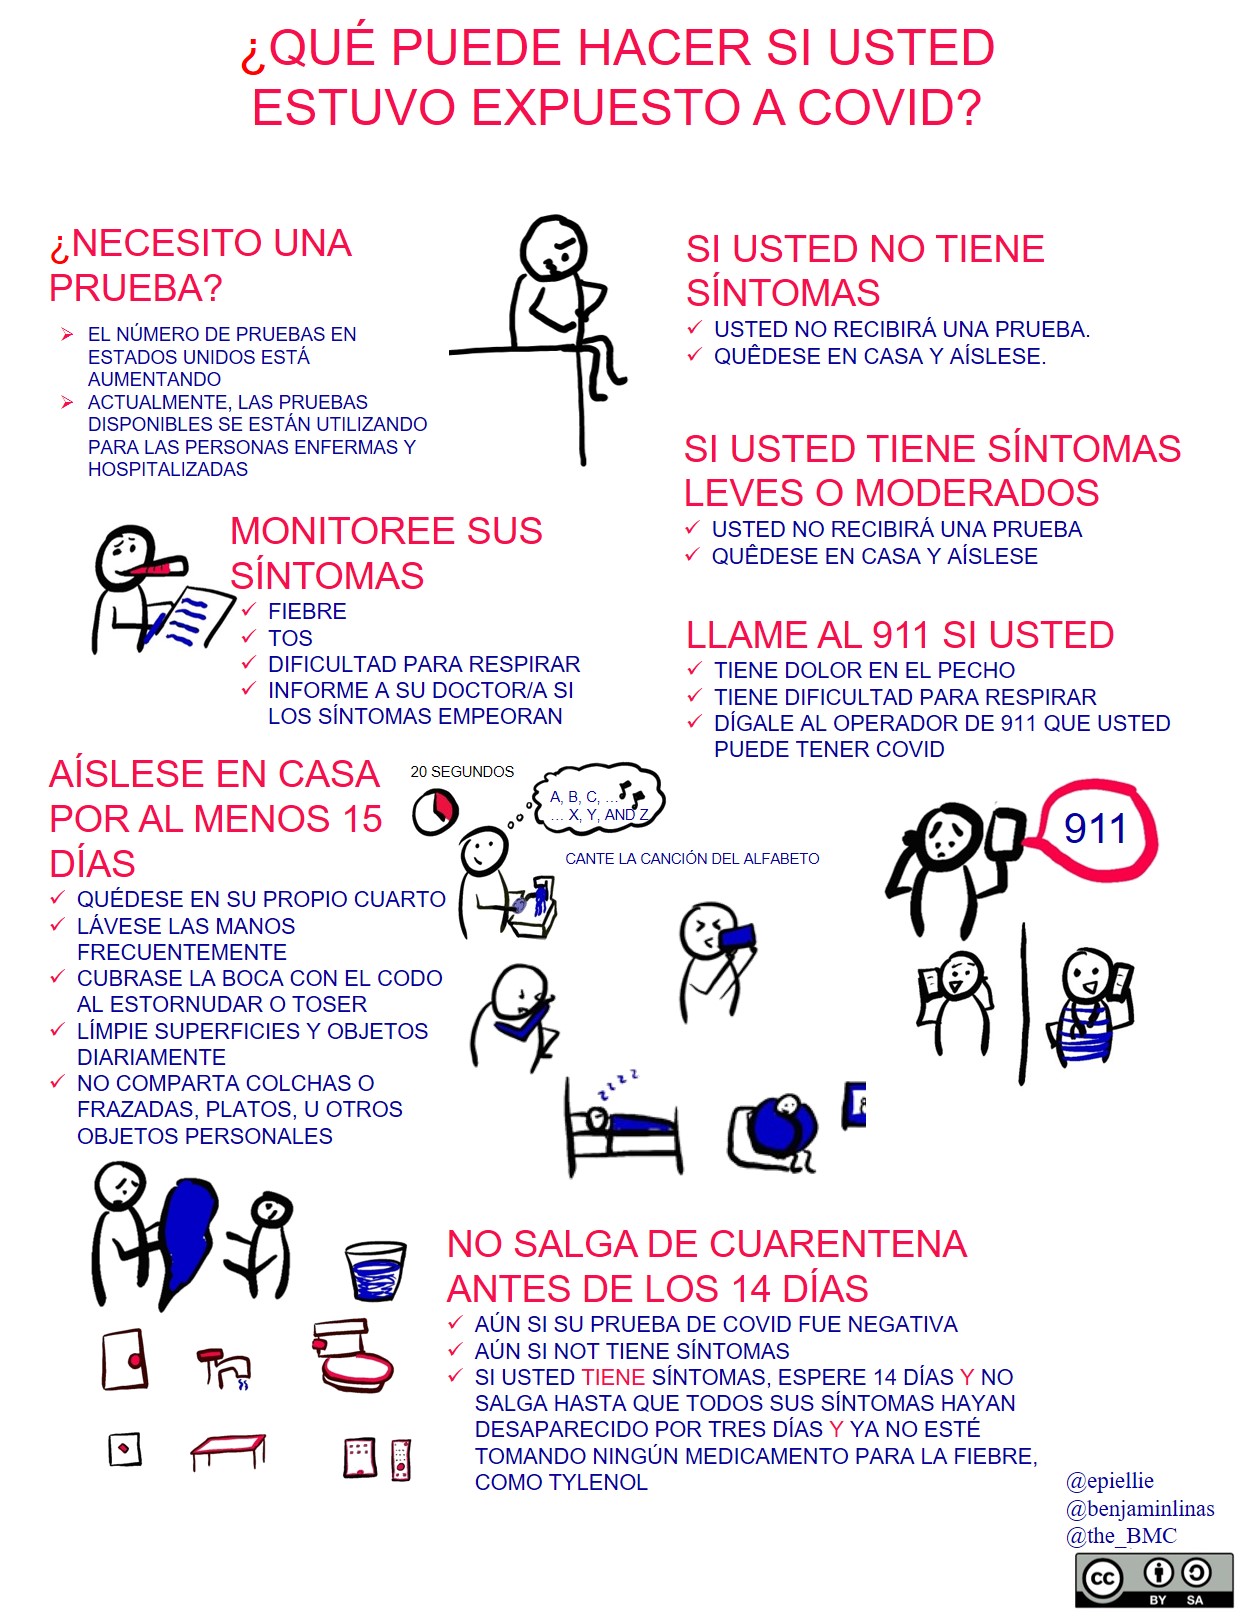 ¿QUÉ PUEDE HACER SI USTED
ESTUVO EXPUESTO A COVID?
¿NECESITO UNA
PRUEBA?
EL NÚMERO DE PRUEBAS EN
ESTADOS UNIDOS ESTÁ
AUMENTANDO
ACTUALMENTE, LAS PRUEBAS
DISPONIBLES SE ESTÁN UTILIZANDO
PARA LAS PERSONAS ENFERMAS Y
HOSPITALIZADAS
SI USTED NO TIENE
SÍNTOMAS
USTED NO RECIBIRÁ UNA PRUEBA.
QUÊDESE EN CASA Y AÍSLESE.
SI USTED TIENE SÍNTOMAS
LEVES O MODERADOS
USTED NO RECIBIRÁ UNA PRUEBA
QUÊDESE EN CASA Y AÍSLESE
MONITOREE SUS
SÍNTOMAS
FIEBRE
TOS
DIFICULTAD PARA RESPIRAR
INFORME A SU DOCTOR/A SI
LOS SÍNTOMAS EMPEORAN
LLAME AL 911 SI USTED
TIENE DOLOR EN EL PECHO
TIENE DIFICULTAD PARA RESPIRAR
DÍGALE AL OPERADOR DE 911 QUE USTED
PUEDE TENER COVID
911
AÍSLESE EN CASA
POR AL MENOS 15
DÍAS
QUÉDESE EN SU PROPIO CUARTO
LÁVESE LAS MANOS
FRECUENTEMENTE
CUBRASE LA BOCA CON EL CODO
AL ESTORNUDAR O TOSER
LÍMPIE SUPERFICIES Y OBJETOS
DIARIAMENTE
NO COMPARTA COLCHAS O
FRAZADAS, PLATOS, U OTROS
OBJETOS PERSONALES
20 SEGUNDOS
A, B, C, ...
... X, Y, AND Z
CANTE LA CANCIÓN DEL ALFABETO
z z z z
NO SALGA DE CUARENTENA
ANTES DE LOS 14 DÍAS
AÚN SI SU PRUEBA DE COVID FUE NEGATIVA
AÚN SI NOT TIENE SÍNTOMAS
SI USTED TIENE SÍNTOMAS, ESPERE 14 DÍAS Y NO
SALGA HASTA QUE TODOS SUS SÍNTOMAS HAYAN
DESAPARECIDO POR TRES DÍAS Y YA NO ESTÉ
TOMANDO NINGÚN MEDICAMENTO PARA LA FIEBRE,
COMO TYLENOL
@epiellie
@benjaminlinas
@the_BMC
cc
BY SA